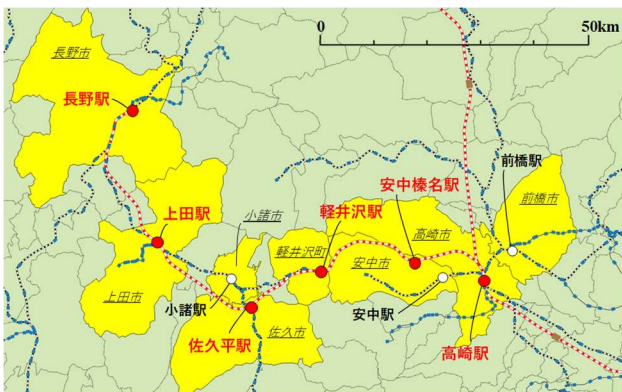 0
50km
長野市
長野駅
前橋駅
安中榛名駅
前橋市
上田駅
小諸市
軽井沢駅
高崎市
軽井沢町
安中市
上田市
小諸駅
安中駅
佐久平駅
佐久市
高崎駅